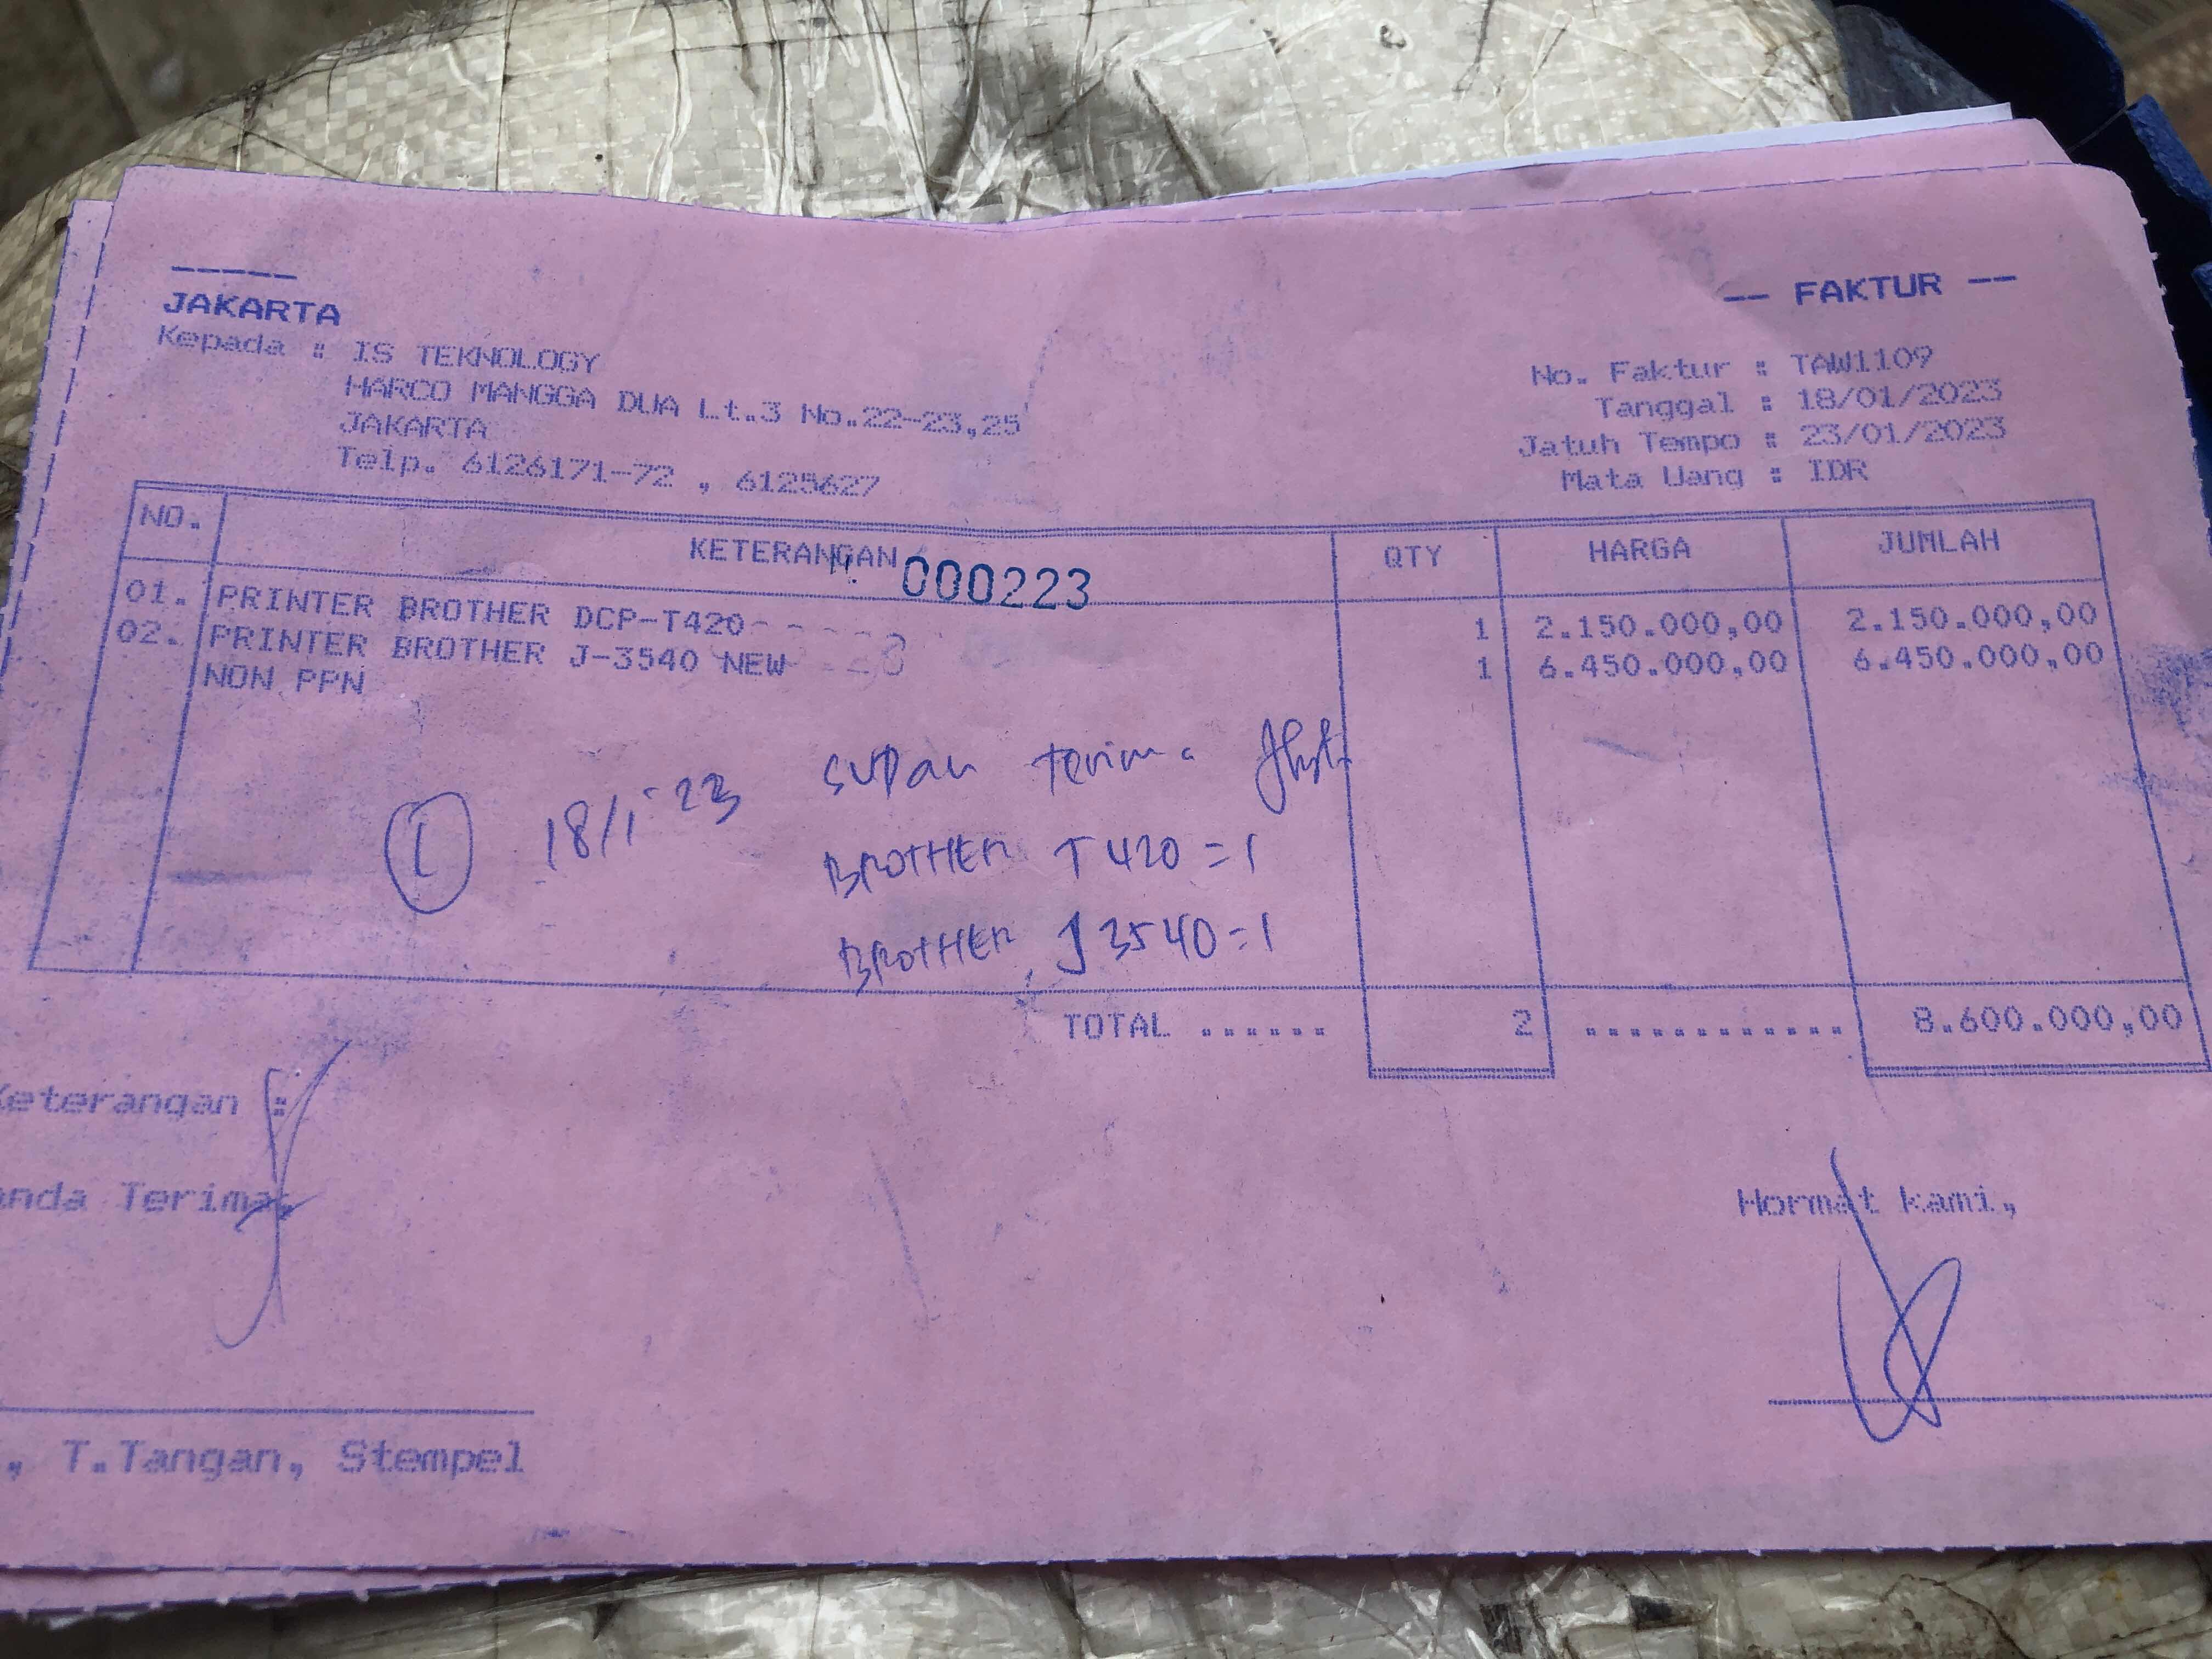 -----
JAKARTA
-- FAKTUR --
Kepada : IS TEKNOLOGY
HARCO MANGGA DUA Lt.3 No.22-23,25
JAKARTA
Telp. 6126171-72 , 6125627
No. Faktur : TAW1109
Tanggal : 18/01/2023
Jatuh Tempo : 23/01/2023
Mata Uang : IDR
NO. KETERANGAN QTY HARGA JUMLAH
000223
01. PRINTER BROTHER DCP-T420 1 2.150.000,00 2.150.000,00
02. PRINTER BROTHER J-3540 NEW 1 6.450.000,00 6.450.000,00
NON PPN
1 18/1-23 SUDah terima
BROTHER T420=1
BROTHER J3540=1
TOTAL ...... 2 ............. 8.600.000,00
Keterangan :
anda Terima,
Hormat kami,
, T.Tangan, Stempel